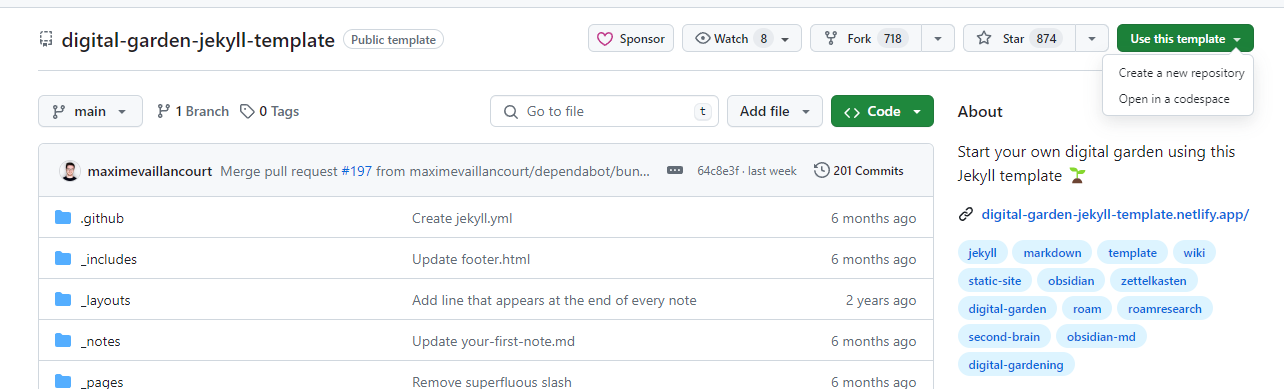 digital-garden-jekyll-template Public template Sponsor Watch 8 Fork 718 Star 874 Use this template
Create a new repository
Open in a codespace
main 1 Branch 0 Tags Go to file t Add file Code
About
Start your own digital garden using this
Jekyll template
digital-garden-jekyll-template.netlify.app/
jekyll markdown template wiki
static-site obsidian zettelkasten
digital-garden roam roamresearch
second-brain obsidian-md
digital-gardening
maximevaillancourt Merge pull request #197 from maximevaillancourt/dependabot/bun... 64c8e3f · last week 201 Commits
.github Create jekyll.yml 6 months ago
_includes Update footer.html 6 months ago
_layouts Add line that appears at the end of every note 2 years ago
_notes Update your-first-note.md 6 months ago
_pages Remove superfluous slash 6 months ago